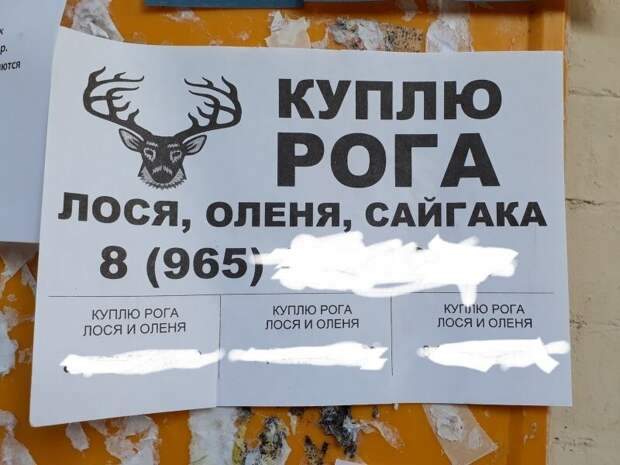 к
р.
ются
КУПЛЮ
РОГА
ЛОСЯ, ОЛЕНЯ, САЙГАКА
8 (965)
КУПЛЮ РОГА
ЛОСЯ И ОЛЕНЯ
КУПЛЮ РОГА
ЛОСЯ И ОЛЕНЯ
КУПЛЮ РОГА
ЛОСЯ И ОЛЕНЯ